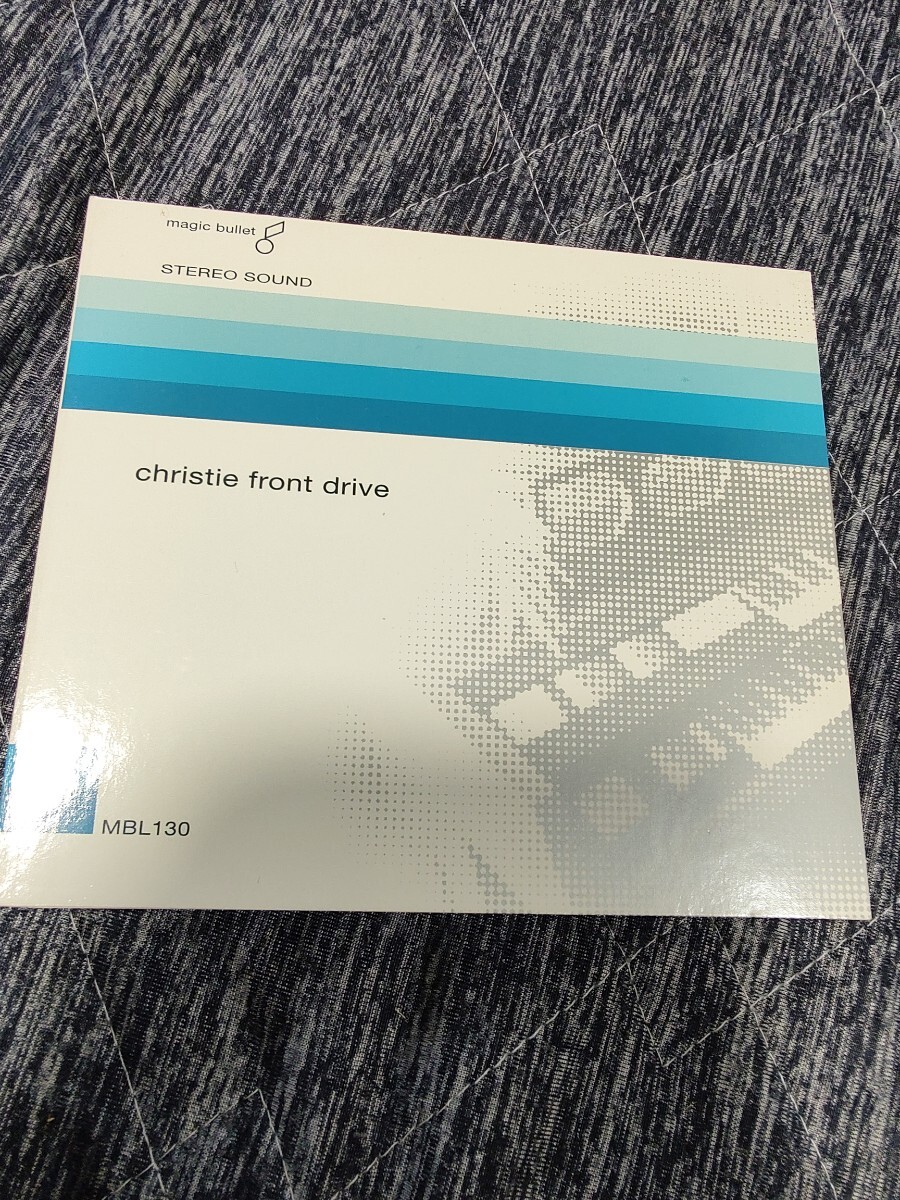 magic bullet
STEREO SOUND
christie front drive
MBL130